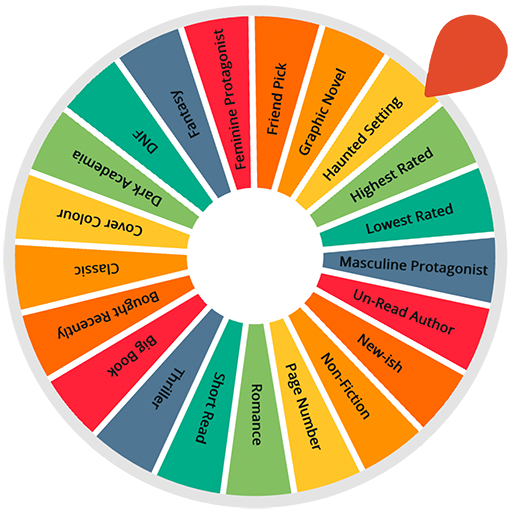 Friend Pick
Graphic Novel
Haunted Setting
Highest Rated
Lowest Rated
Masculine Protagonist
Un-Read Author
New-ish
Non-Fiction
Page Number
Romance
Short Read
Thriller
Big Book
Bought Recently
Classic
Cover Colour
Dark Academia
DNF
Fantasy
Feminine Protagonist